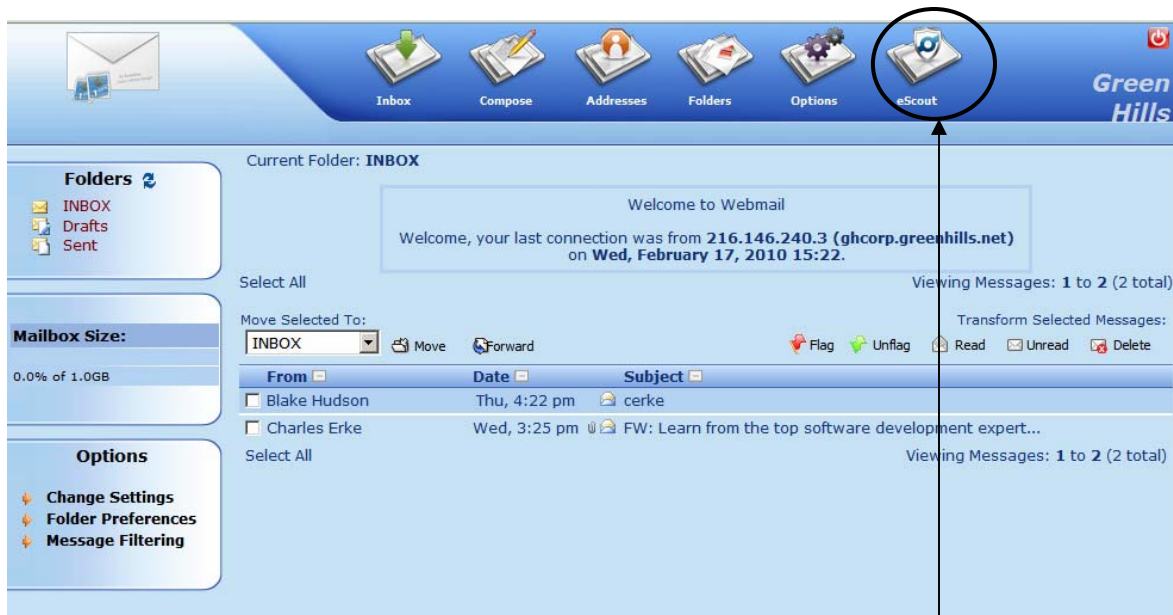 Inbox
Compose
Addresses
Folders
Options
eScout
Green
Hills
Folders
INBOX
Drafts
Sent
Mailbox Size:
0.0% of 1.0GB
Options
Change Settings
Folder Preferences
Message Filtering
Current Folder: INBOX
Welcome to Webmail
Welcome, your last connection was from 216.146.240.3 (ghcorp.greenhills.net)
on Wed, February 17, 2010 15:22.
Select All Viewing Messages: 1 to 2 (2 total)
Move Selected To: Transform Selected Messages:
INBOX Move Forward Flag Unflag Read Unread Delete
From Date Subject
Blake Hudson Thu, 4:22 pm cerke
Charles Erke Wed, 3:25 pm FW: Learn from the top software development expert...
Select All Viewing Messages: 1 to 2 (2 total)